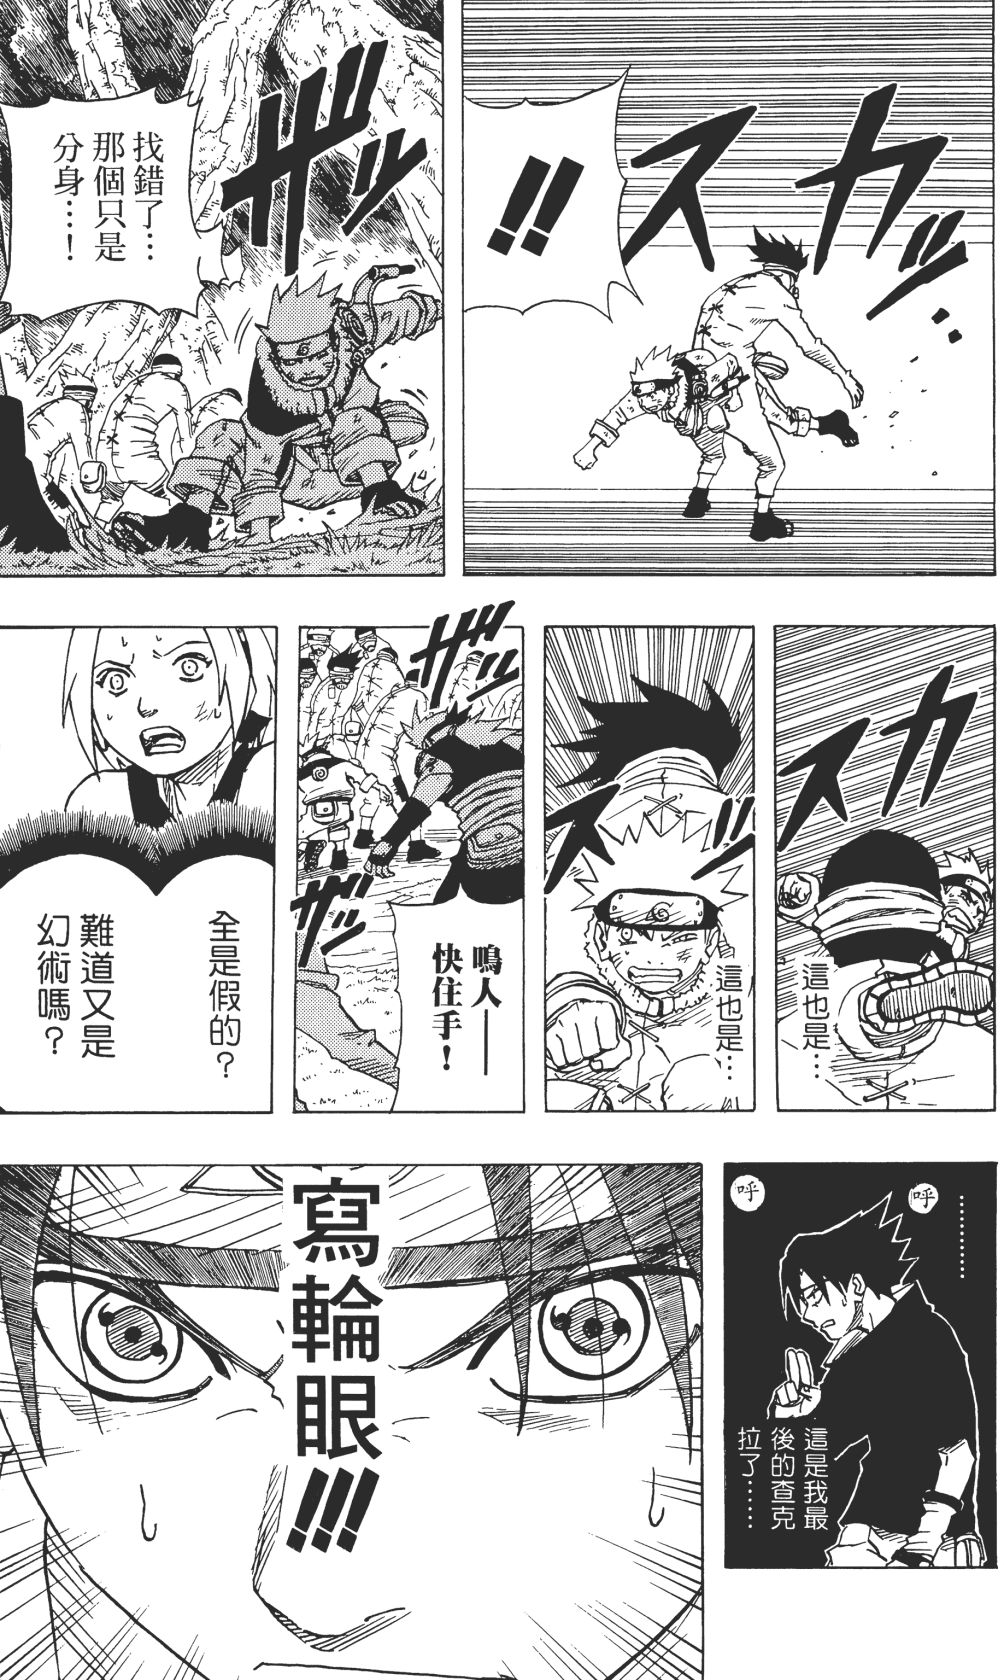 スカッ…
!!
ザッ
找錯了…
那個只是
分身…！
スカ
這也是…
スカッ
這也是…
ザッ
鳴人——
快住手！
ザッ
全是假的？
難道又是
幻術嗎？
…………
呼
呼
這是我最
後的查克
拉了……
寫輪眼!!!